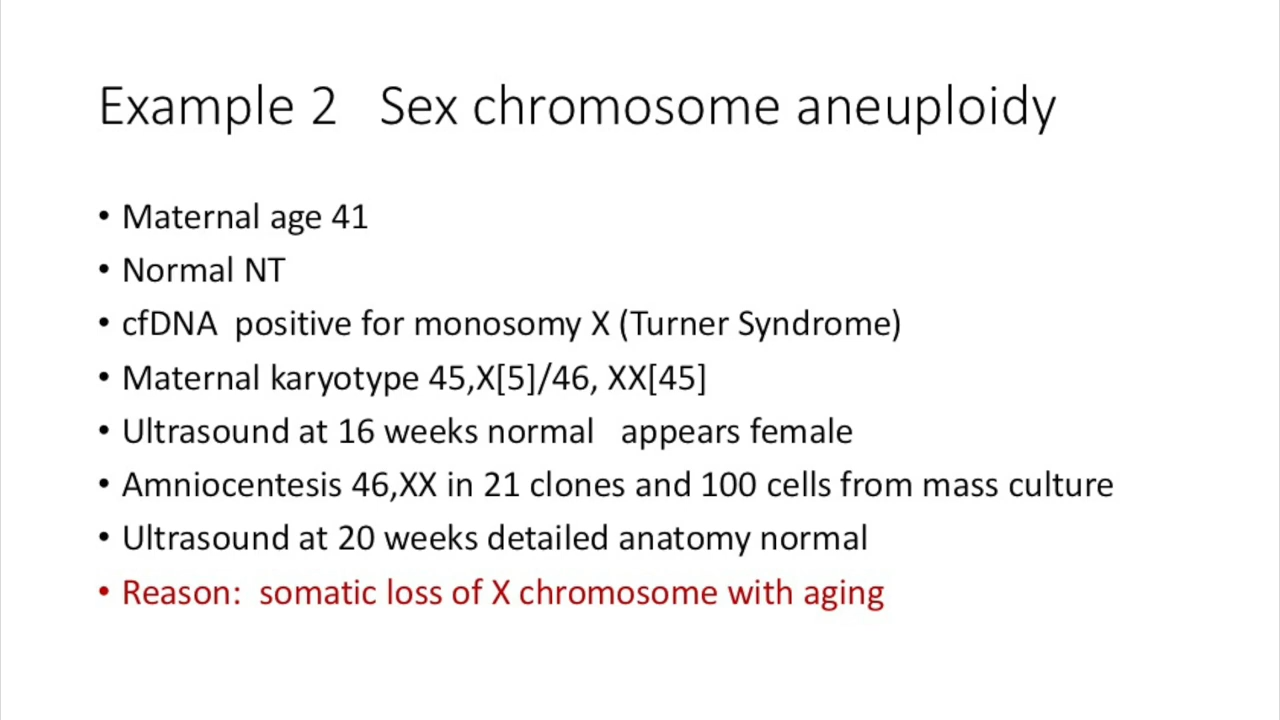 Example 2   Sex chromosome aneuploidy
• Maternal age 41
• Normal NT
• cfDNA  positive for monosomy X (Turner Syndrome)
• Maternal karyotype 45,X[5]/46, XX[45]
• Ultrasound at 16 weeks normal   appears female
• Amniocentesis 46,XX in 21 clones and 100 cells from mass culture
• Ultrasound at 20 weeks detailed anatomy normal
• Reason:  somatic loss of X chromosome with aging